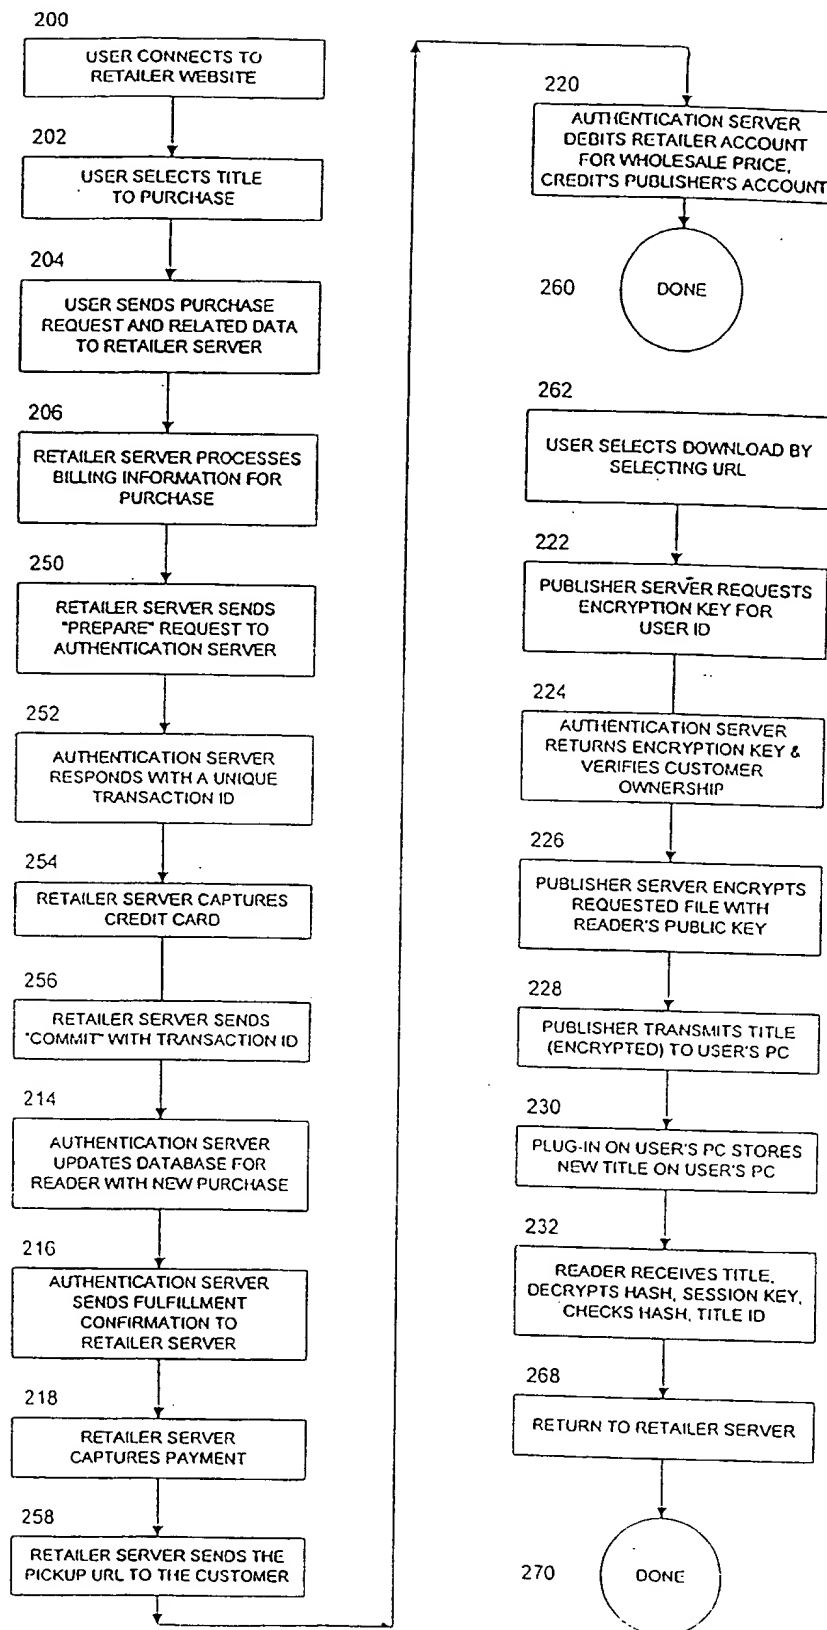 200
USER CONNECTS TO
RETAILER WEBSITE
202
USER SELECTS TITLE
TO PURCHASE
204
USER SENDS PURCHASE
REQUEST AND RELATED DATA
TO RETAILER SERVER
206
RETAILER SERVER PROCESSES
BILLING INFORMATION FOR
PURCHASE
250
RETAILER SERVER SENDS
"PREPARE" REQUEST TO
AUTHENTICATION SERVER
252
AUTHENTICATION SERVER
RESPONDS WITH A UNIQUE
TRANSACTION ID
254
RETAILER SERVER CAPTURES
CREDIT CARD
256
RETAILER SERVER SENDS
"COMMIT" WITH TRANSACTION ID
214
AUTHENTICATION SERVER
UPDATES DATABASE FOR
READER WITH NEW PURCHASE
216
AUTHENTICATION SERVER
SENDS FULFILLMENT
CONFIRMATION TO
RETAILER SERVER
218
RETAILER SERVER
CAPTURES PAYMENT
258
RETAILER SERVER SENDS THE
PICKUP URL TO THE CUSTOMER
220
AUTHENTICATION SERVER
DEBITS RETAILER ACCOUNT
FOR WHOLESALE PRICE,
CREDIT'S PUBLISHER'S ACCOUNT
260
DONE
262
USER SELECTS DOWNLOAD BY
SELECTING URL
222
PUBLISHER SERVER REQUESTS
ENCRYPTION KEY FOR
USER ID
224
AUTHENTICATION SERVER
RETURNS ENCRYPTION KEY &
VERIFIES CUSTOMER
OWNERSHIP
226
PUBLISHER SERVER ENCRYPTS
REQUESTED FILE WITH
READER'S PUBLIC KEY
228
PUBLISHER TRANSMITS TITLE
(ENCRYPTED) TO USER'S PC
230
PLUG-IN ON USER'S PC STORES
NEW TITLE ON USER'S PC
232
READER RECEIVES TITLE,
DECRYPTS HASH, SESSION KEY,
CHECKS HASH, TITLE ID
268
RETURN TO RETAILER SERVER
270
DONE